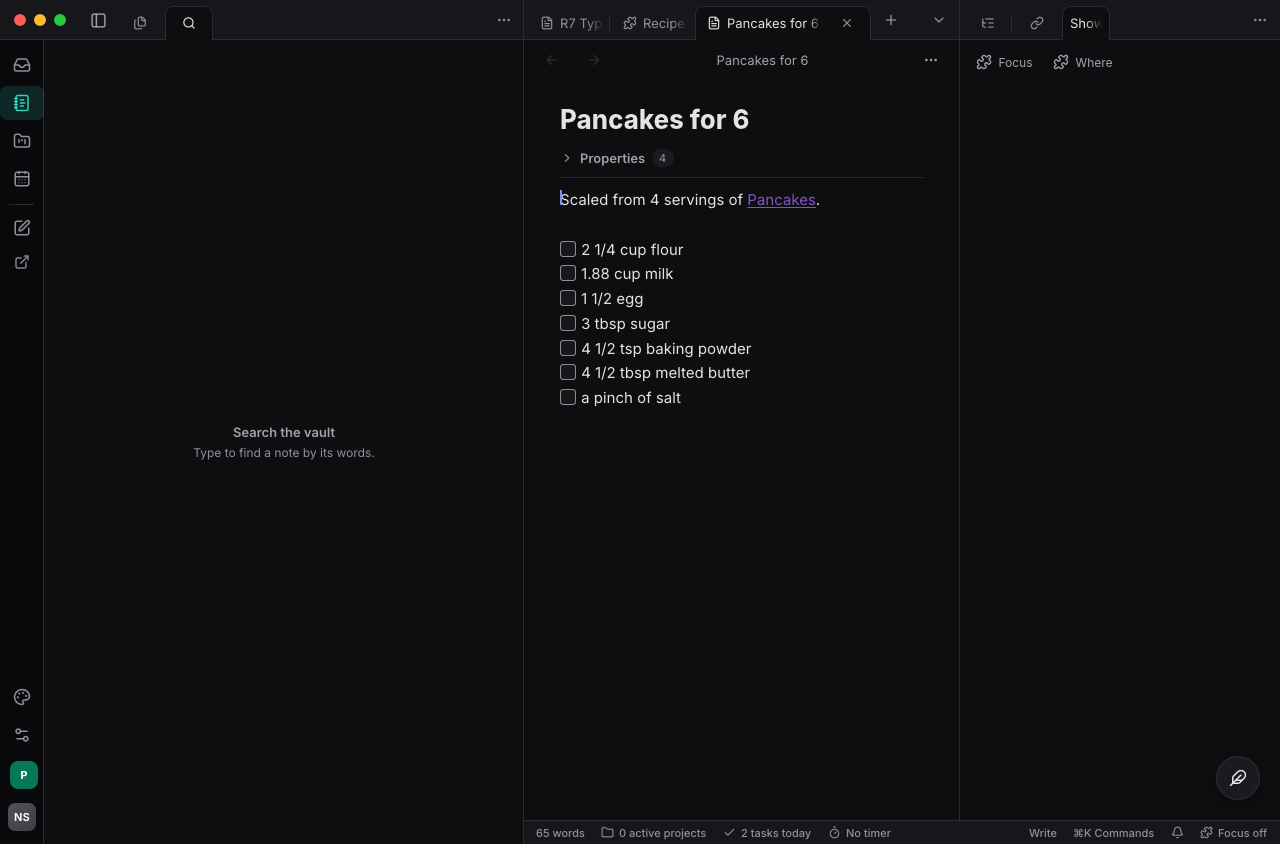 R7 Typ
Recipe
Pancakes for 6
Show
Pancakes for 6
Focus
Where
Pancakes for 6
Properties 4
Scaled from 4 servings of Pancakes.
2 1/4 cup flour
1.88 cup milk
1 1/2 egg
3 tbsp sugar
4 1/2 tsp baking powder
4 1/2 tbsp melted butter
a pinch of salt
Search the vault
Type to find a note by its words.
P
NS
65 words
0 active projects
2 tasks today
No timer
Write
⌘K Commands
Focus off